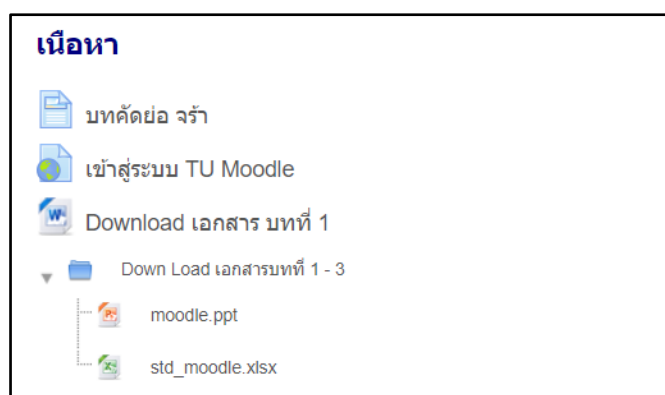 เนื้อหา
บทคัดย่อ จร้า
เข้าสู่ระบบ TU Moodle
Download เอกสาร บทที่ 1
Down Load เอกสารบทที่ 1 - 3
moodle.ppt
std_moodle.xlsx